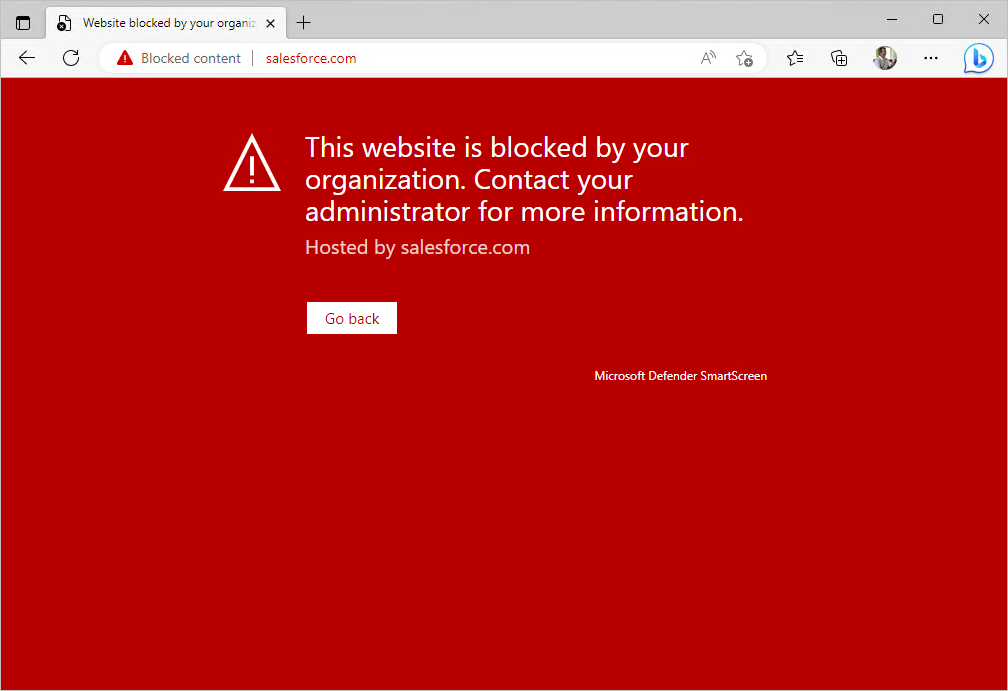 Website blocked by your organiz
Blocked content | salesforce.com
This website is blocked by your
organization. Contact your
administrator for more information.
Hosted by salesforce.com
Go back
Microsoft Defender SmartScreen